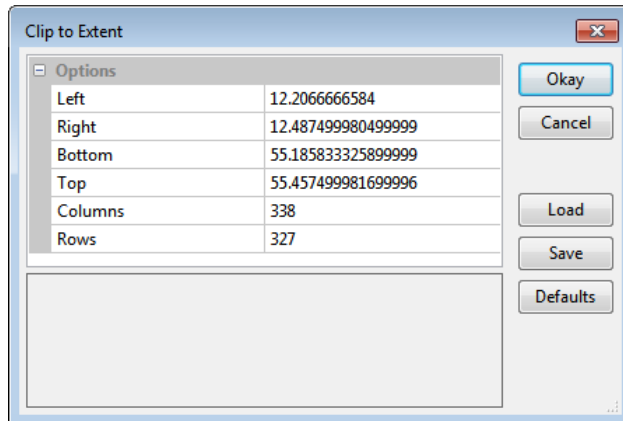 Clip to Extent
Options
Left 12.2066666584
Right 12.487499980499999
Bottom 55.185833325899999
Top 55.457499981699996
Columns 338
Rows 327
Okay
Cancel
Load
Save
Defaults